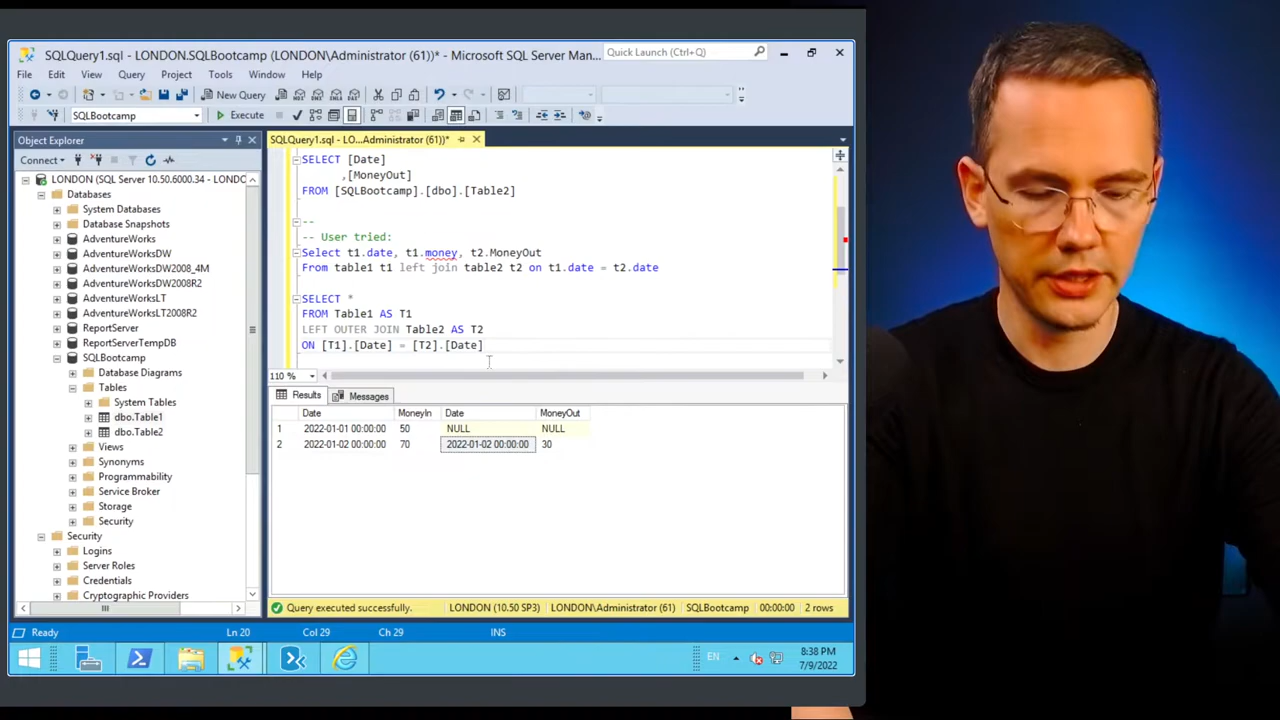 SQLQuery1.sql - LONDON.SQLBootcamp (LONDON\Administrator (61))* - Microsoft SQL Server Man...
Quick Launch (Ctrl+Q)
File Edit View Query Project Tools Window Help
New Query
SQLBootcamp
Execute
Object Explorer
Connect
LONDON (SQL Server 10.50.6000.34 - LONDO
Databases
System Databases
Database Snapshots
AdventureWorks
AdventureWorksDW
AdventureWorksDW2008_4M
AdventureWorksDW2008R2
AdventureWorksLT
AdventureWorksLT2008R2
ReportServer
ReportServerTempDB
SQLBootcamp
Database Diagrams
Tables
System Tables
dbo.Table1
dbo.Table2
Views
Synonyms
Programmability
Service Broker
Storage
Security
Security
Logins
Server Roles
Credentials
Cryptographic Providers
SQLQuery1.sql - LO...Administrator (61))*
SELECT [Date]
,[MoneyOut]
FROM [SQLBootcamp].[dbo].[Table2]
--
-- User tried:
Select t1.date, t1.money, t2.MoneyOut
From table1 t1 left join table2 t2 on t1.date = t2.date
SELECT *
FROM Table1 AS T1
LEFT OUTER JOIN Table2 AS T2
ON [T1].[Date] = [T2].[Date]
110 %
Results Messages
Date MoneyIn Date MoneyOut
1 2022-01-01 00:00:00 50 NULL NULL
2 2022-01-02 00:00:00 70 2022-01-02 00:00:00 30
Query executed successfully. LONDON (10.50 SP3) LONDON\Administrator (61) SQLBootcamp 00:00:00 2 rows
Ready Ln 20 Col 29 Ch 29 INS
EN
8:38 PM
7/9/2022